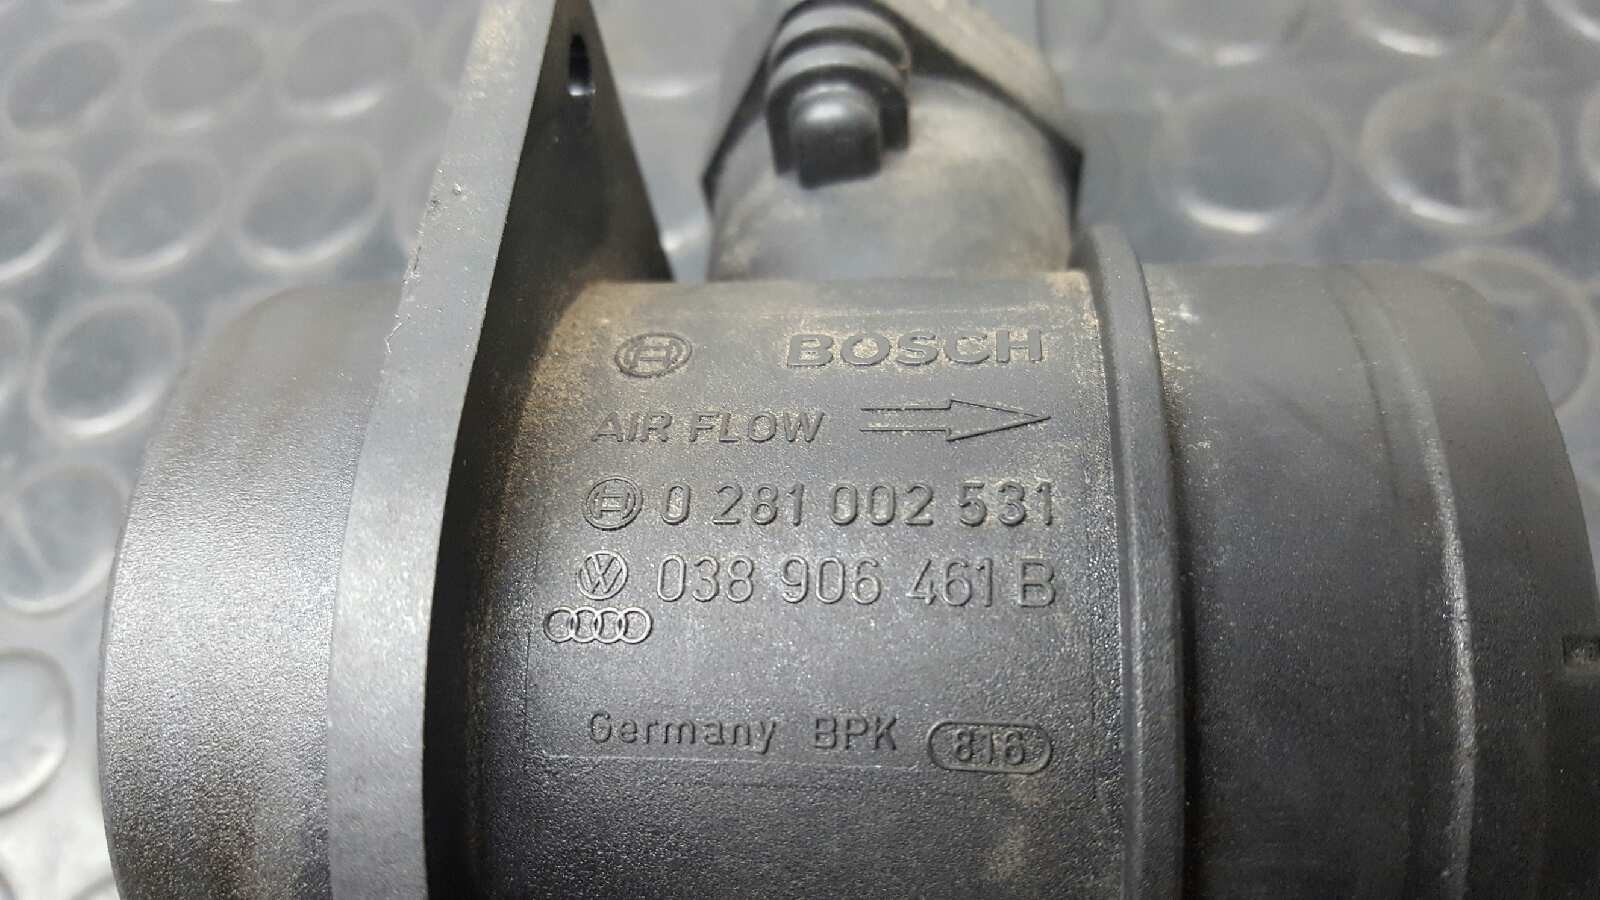 BOSCH
AIR FLOW
0 281 002 531
038 906 461 B
Germany BPK 816